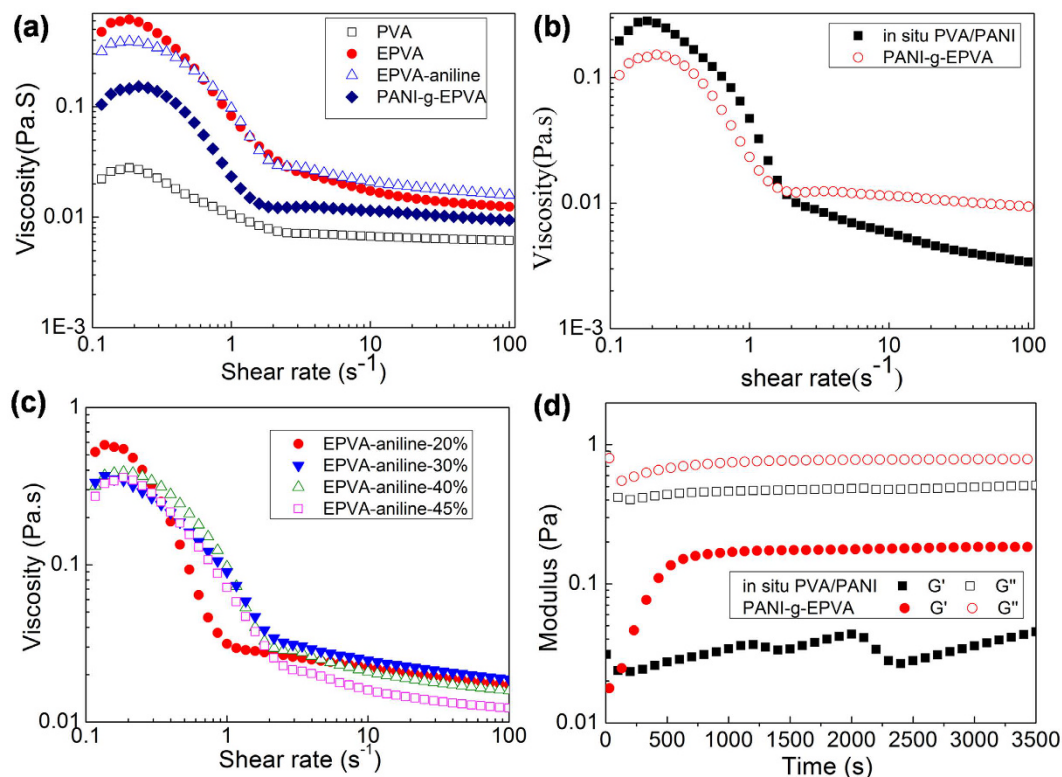 (a)
PVA
EPVA
EPVA-aniline
PANI-g-EPVA
Viscosity(Pa.S)
0.1
0.01
1E-3
0.1 1 10 100
Shear rate (s⁻¹)
(b)
in situ PVA/PANI
PANI-g-EPVA
Viscosity(Pa.s)
0.1
0.01
1E-3
0.1 1 10 100
shear rate(s⁻¹)
(c)
EPVA-aniline-20%
EPVA-aniline-30%
EPVA-aniline-40%
EPVA-aniline-45%
Viscosity (Pa.s)
1
0.1
0.01
0.1 1 10 100
Shear rate (s⁻¹)
(d)
in situ PVA/PANI G' G"
PANI-g-EPVA G' G"
Modulus (Pa)
1
0.1
0.01
0 500 1000 1500 2000 2500 3000 3500
Time (s)